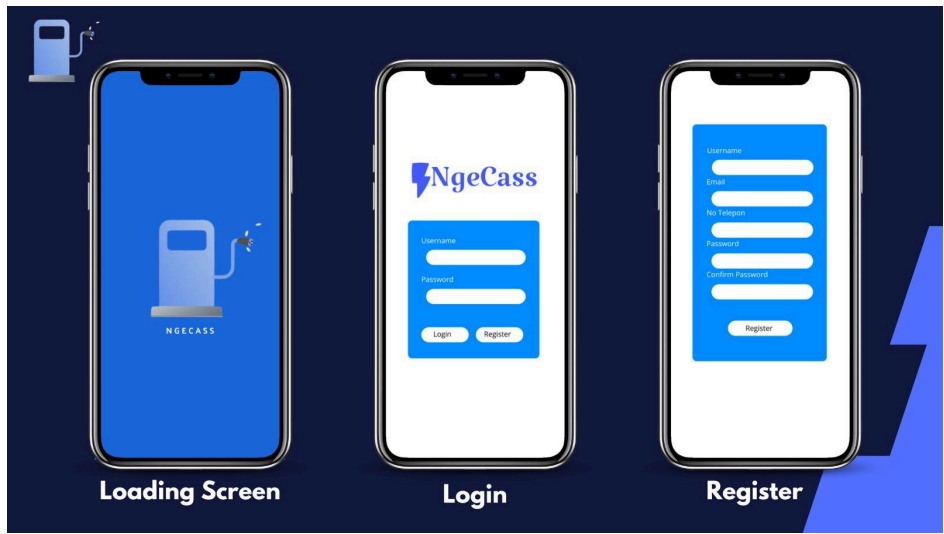 NGECASS
Loading Screen
NgeCass
Username
Password
Login Register
Login
Username
Email
No Telepon
Password
Confirm Password
Register
Register